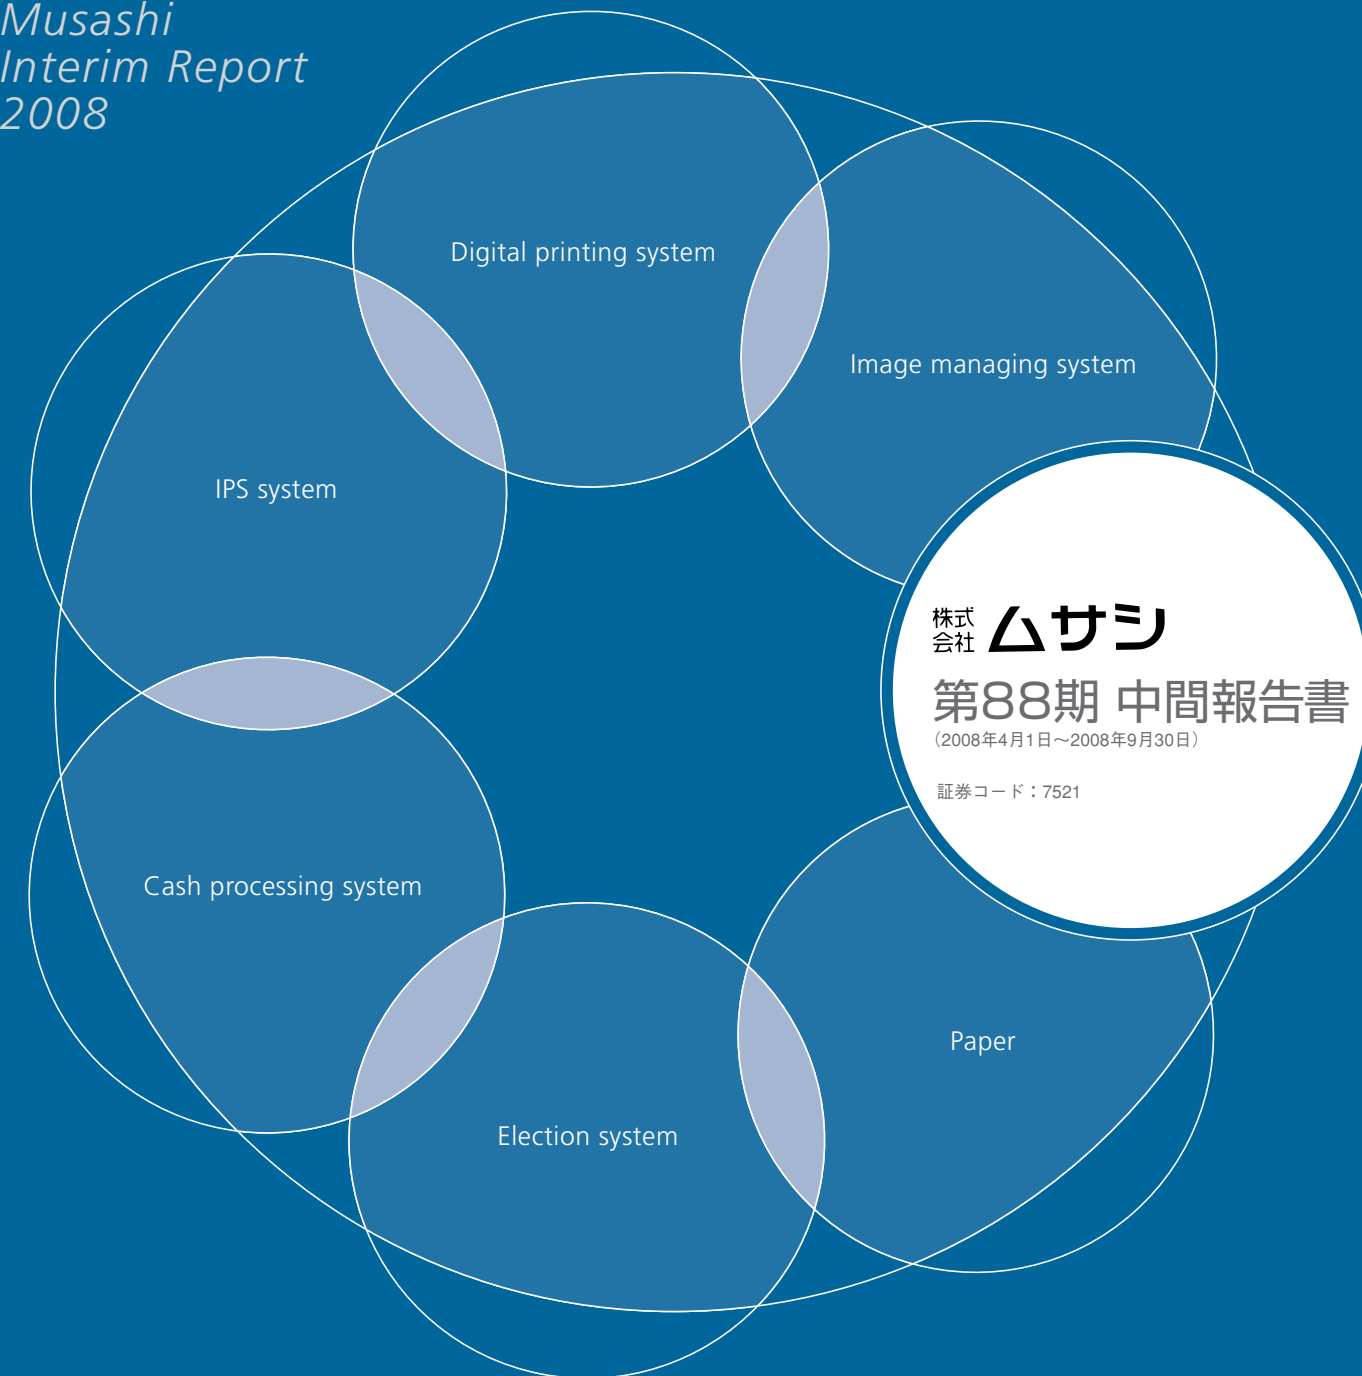 Musashi
Interim Report
2008
Digital printing system
Image managing system
IPS system
株式会社 ムサシ
第88期 中間報告書
（2008年4月1日〜2008年9月30日）
証券コード：7521
Cash processing system
Paper
Election system